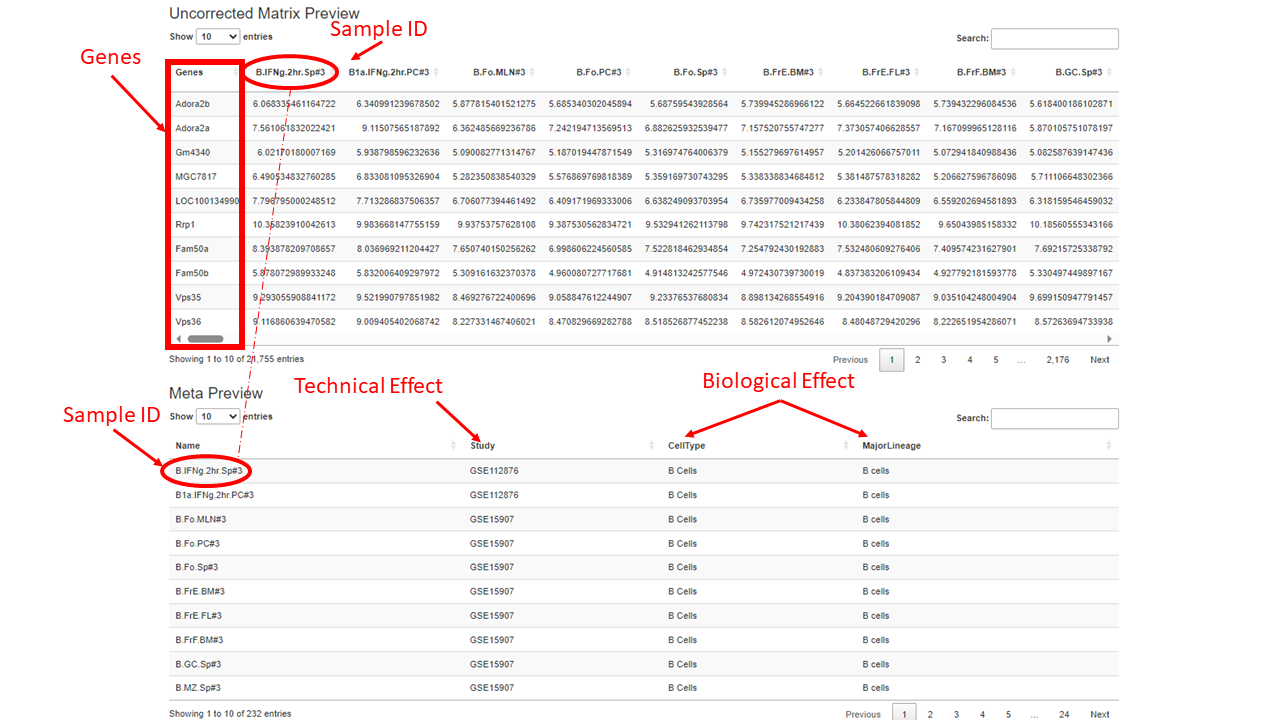 Uncorrected Matrix Preview
Sample ID
Show 10 entries
Search:
Genes
Genes B.IFNg.2hr.Sp#3 B1a.IFNg.2hr.PC#3 B.Fo.MLN#3 B.Fo.PC#3 B.Fo.Sp#3 B.FrE.BM#3 B.FrE.FL#3 B.FrF.BM#3 B.GC.Sp#3
Adora2b 6.068335461164722 6.340991239678502 5.877815401521275 5.685340302045894 5.68759543928564 5.739945286966122 5.664522661839098 5.739432296084536 5.618400186102871
Adora2a 7.561061832022421 9.11507565187892 6.362485669236786 7.242194713569513 6.882625932539477 7.157520755747277 7.373057406628557 7.167099965128116 5.870105751078197
Gm4340 6.02170180007169 5.938798596232636 5.090082771314767 5.187019447871549 5.316974764006379 5.155279697614957 5.201426066757011 5.072941840988436 5.082587639147436
MGC7817 6.490534832760285 6.833081095326904 5.282350838540329 5.576869769818389 5.359169730743295 5.338338834684812 5.381487578318282 5.206627596786098 5.711106648302366
LOC100134990 7.796795000248512 7.713286837506357 6.706077394461492 6.409171969333006 6.638249093703954 6.735977009434258 6.233847805844809 6.559202694581893 6.318159546459032
Rrp1 10.35823910042613 9.983668147755159 9.93753757628108 9.387530562834721 9.532941262113798 9.742317521217439 10.38062394081852 9.65043985158332 10.18560555343166
Fam50a 8.393878209708657 8.036969211204427 7.650740150256262 6.998606224560585 7.522818462934854 7.254792430192883 7.532480609276406 7.409574231627901 7.69215725338792
Fam50b 5.878072989933248 5.832006409297972 5.309161632370378 4.960080727717681 4.914813242577546 4.972430739730019 4.837383206109434 4.927792181593778 5.330497449897167
Vps35 9.293055908841172 9.521990797851982 8.469276722400696 9.058847612244907 9.23376537680834 8.898134268554916 9.204390184709087 9.035104248004904 9.699150947791457
Vps36 9.116860639470582 9.009405402068742 8.227331467406021 8.470829669282788 8.518526877452238 8.582612074952646 8.48048729420296 8.222651954286071 8.57263694733938
Showing 1 to 10 of 21,755 entries
Previous 1 2 3 4 5 … 2,176 Next
Meta Preview
Technical Effect
Biological Effect
Sample ID
Show 10 entries
Search:
Name Study CellType MajorLineage
B.IFNg.2hr.Sp#3 GSE112876 B Cells B cells
B1a.IFNg.2hr.PC#3 GSE112876 B Cells B cells
B.Fo.MLN#3 GSE15907 B Cells B cells
B.Fo.PC#3 GSE15907 B Cells B cells
B.Fo.Sp#3 GSE15907 B Cells B cells
B.FrE.BM#3 GSE15907 B Cells B cells
B.FrE.FL#3 GSE15907 B Cells B cells
B.FrF.BM#3 GSE15907 B Cells B cells
B.GC.Sp#3 GSE15907 B Cells B cells
B.MZ.Sp#3 GSE15907 B Cells B cells
Showing 1 to 10 of 232 entries
Previous 1 2 3 4 5 … 24 Next